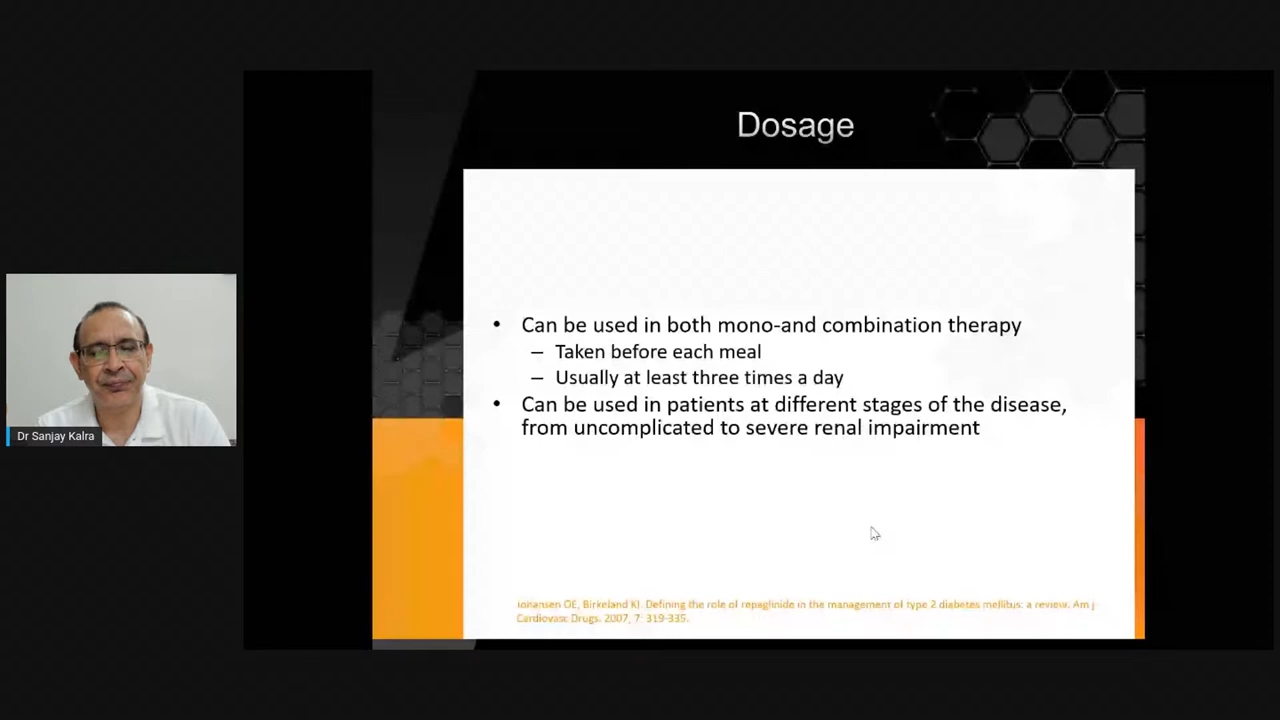 Dosage
• Can be used in both mono-and combination therapy
– Taken before each meal
– Usually at least three times a day
• Can be used in patients at different stages of the disease,
from uncomplicated to severe renal impairment
Johansen OE, Birkeland KI. Defining the role of repaglinide in the management of type 2 diabetes mellitus: a review. Am J
Cardiovasc Drugs. 2007, 7: 319-335.
Dr Sanjay Kalra